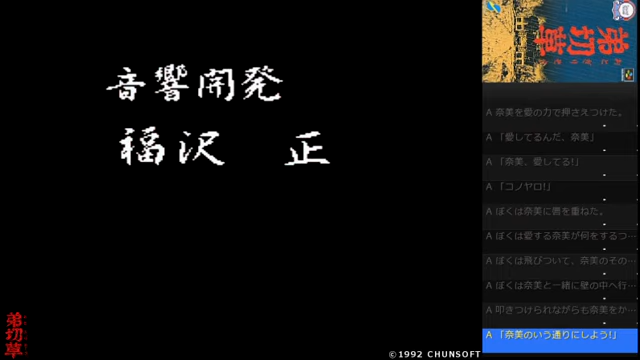 音響開発
福沢 正
弟切草
©1992 CHUNSOFT
弟切草
A 奈美を愛の力で押さえつけた。
A 「愛してるんだ、奈美」
A 「奈美、愛してる!」
A 「コノヤロ!」
A ぼくは奈美に唇を重ねた。
A ぼくは愛する奈美が何をするつ…
A ぼくは飛びついて、奈美のその…
A ぼくは奈美と一緒に壁の中へ行…
A 叩きつけられながらも奈美をか…
A 「奈美のいう通りにしよう!」